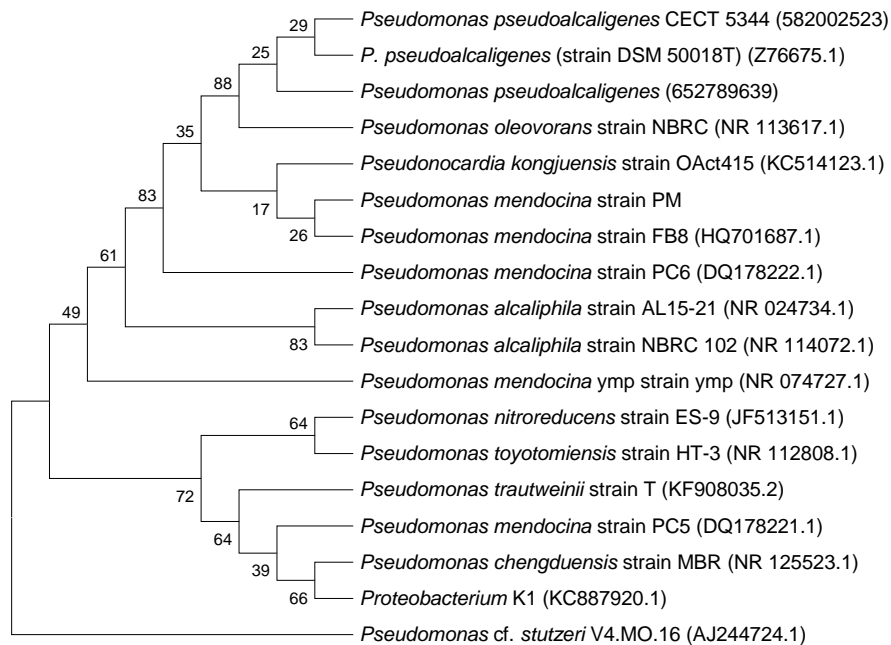 Pseudomonas pseudoalcaligenes CECT 5344 (582002523)
29
P. pseudoalcaligenes (strain DSM 50018T) (Z76675.1)
25
88
Pseudomonas pseudoalcaligenes (652789639)
Pseudomonas oleovorans strain NBRC (NR 113617.1)
35
Pseudonocardia kongjuensis strain OAct415 (KC514123.1)
83
17
Pseudomonas mendocina strain PM
26
Pseudomonas mendocina strain FB8 (HQ701687.1)
61
Pseudomonas mendocina strain PC6 (DQ178222.1)
49
Pseudomonas alcaliphila strain AL15-21 (NR 024734.1)
83
Pseudomonas alcaliphila strain NBRC 102 (NR 114072.1)
Pseudomonas mendocina ymp strain ymp (NR 074727.1)
64
Pseudomonas nitroreducens strain ES-9 (JF513151.1)
Pseudomonas toyotomiensis strain HT-3 (NR 112808.1)
72
Pseudomonas trautweinii strain T (KF908035.2)
64
Pseudomonas mendocina strain PC5 (DQ178221.1)
39
Pseudomonas chengduensis strain MBR (NR 125523.1)
66
Proteobacterium K1 (KC887920.1)
Pseudomonas cf. stutzeri V4.MO.16 (AJ244724.1)